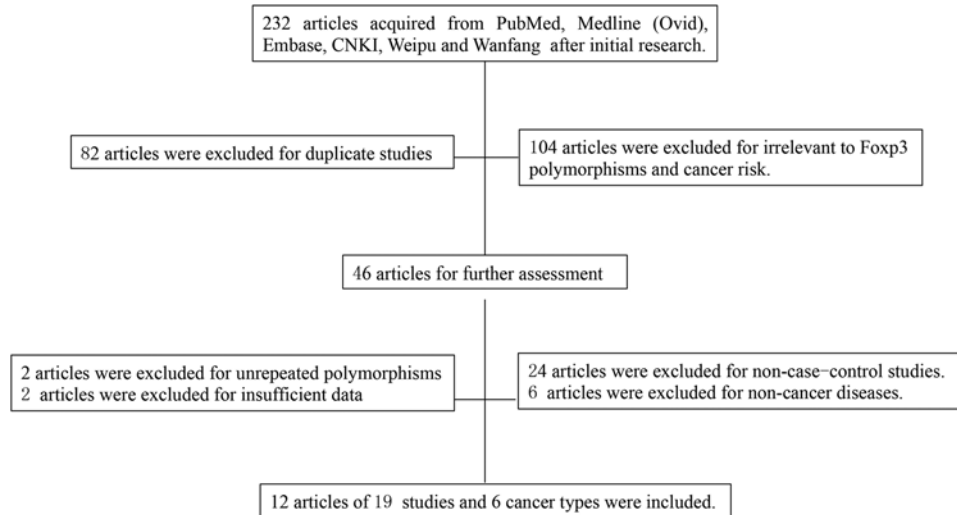 232 articles acquired from PubMed, Medline (Ovid),
Embase, CNKI, Weipu and Wanfang after initial research.
82 articles were excluded for duplicate studies
104 articles were excluded for irrelevant to Foxp3
polymorphisms and cancer risk.
46 articles for further assessment
2 articles were excluded for unrepeated polymorphisms
2 articles were excluded for insufficient data
24 articles were excluded for non-case-control studies.
6 articles were excluded for non-cancer diseases.
12 articles of 19 studies and 6 cancer types were included.